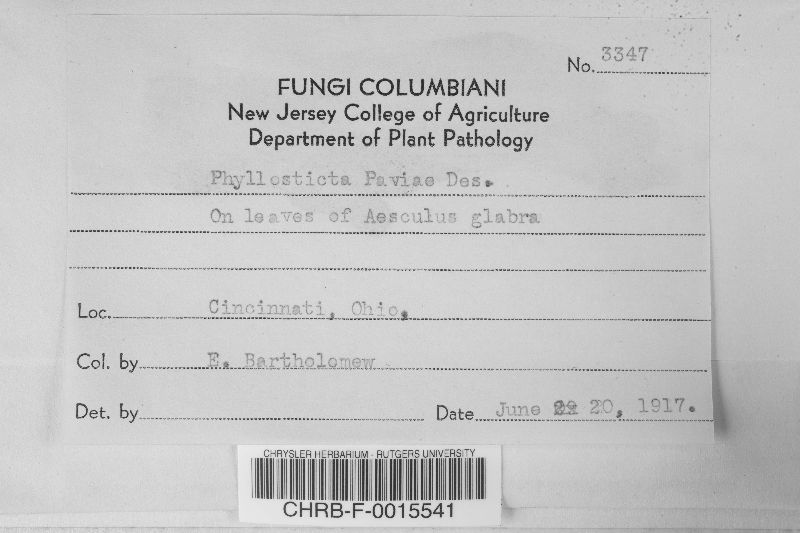 No. 3347
FUNGI COLUMBIANI
New Jersey College of Agriculture
Department of Plant Pathology
Phyllosticta Paviae Des.
On leaves of Aesculus glabra
Loc. Cincinnati, Ohio.
Col. by E. Bartholomew
Det. by
Date June 20, 1917.
CHRYSLER HERBARIUM - RUTGERS UNIVERSITY
CHRB-F-0015541